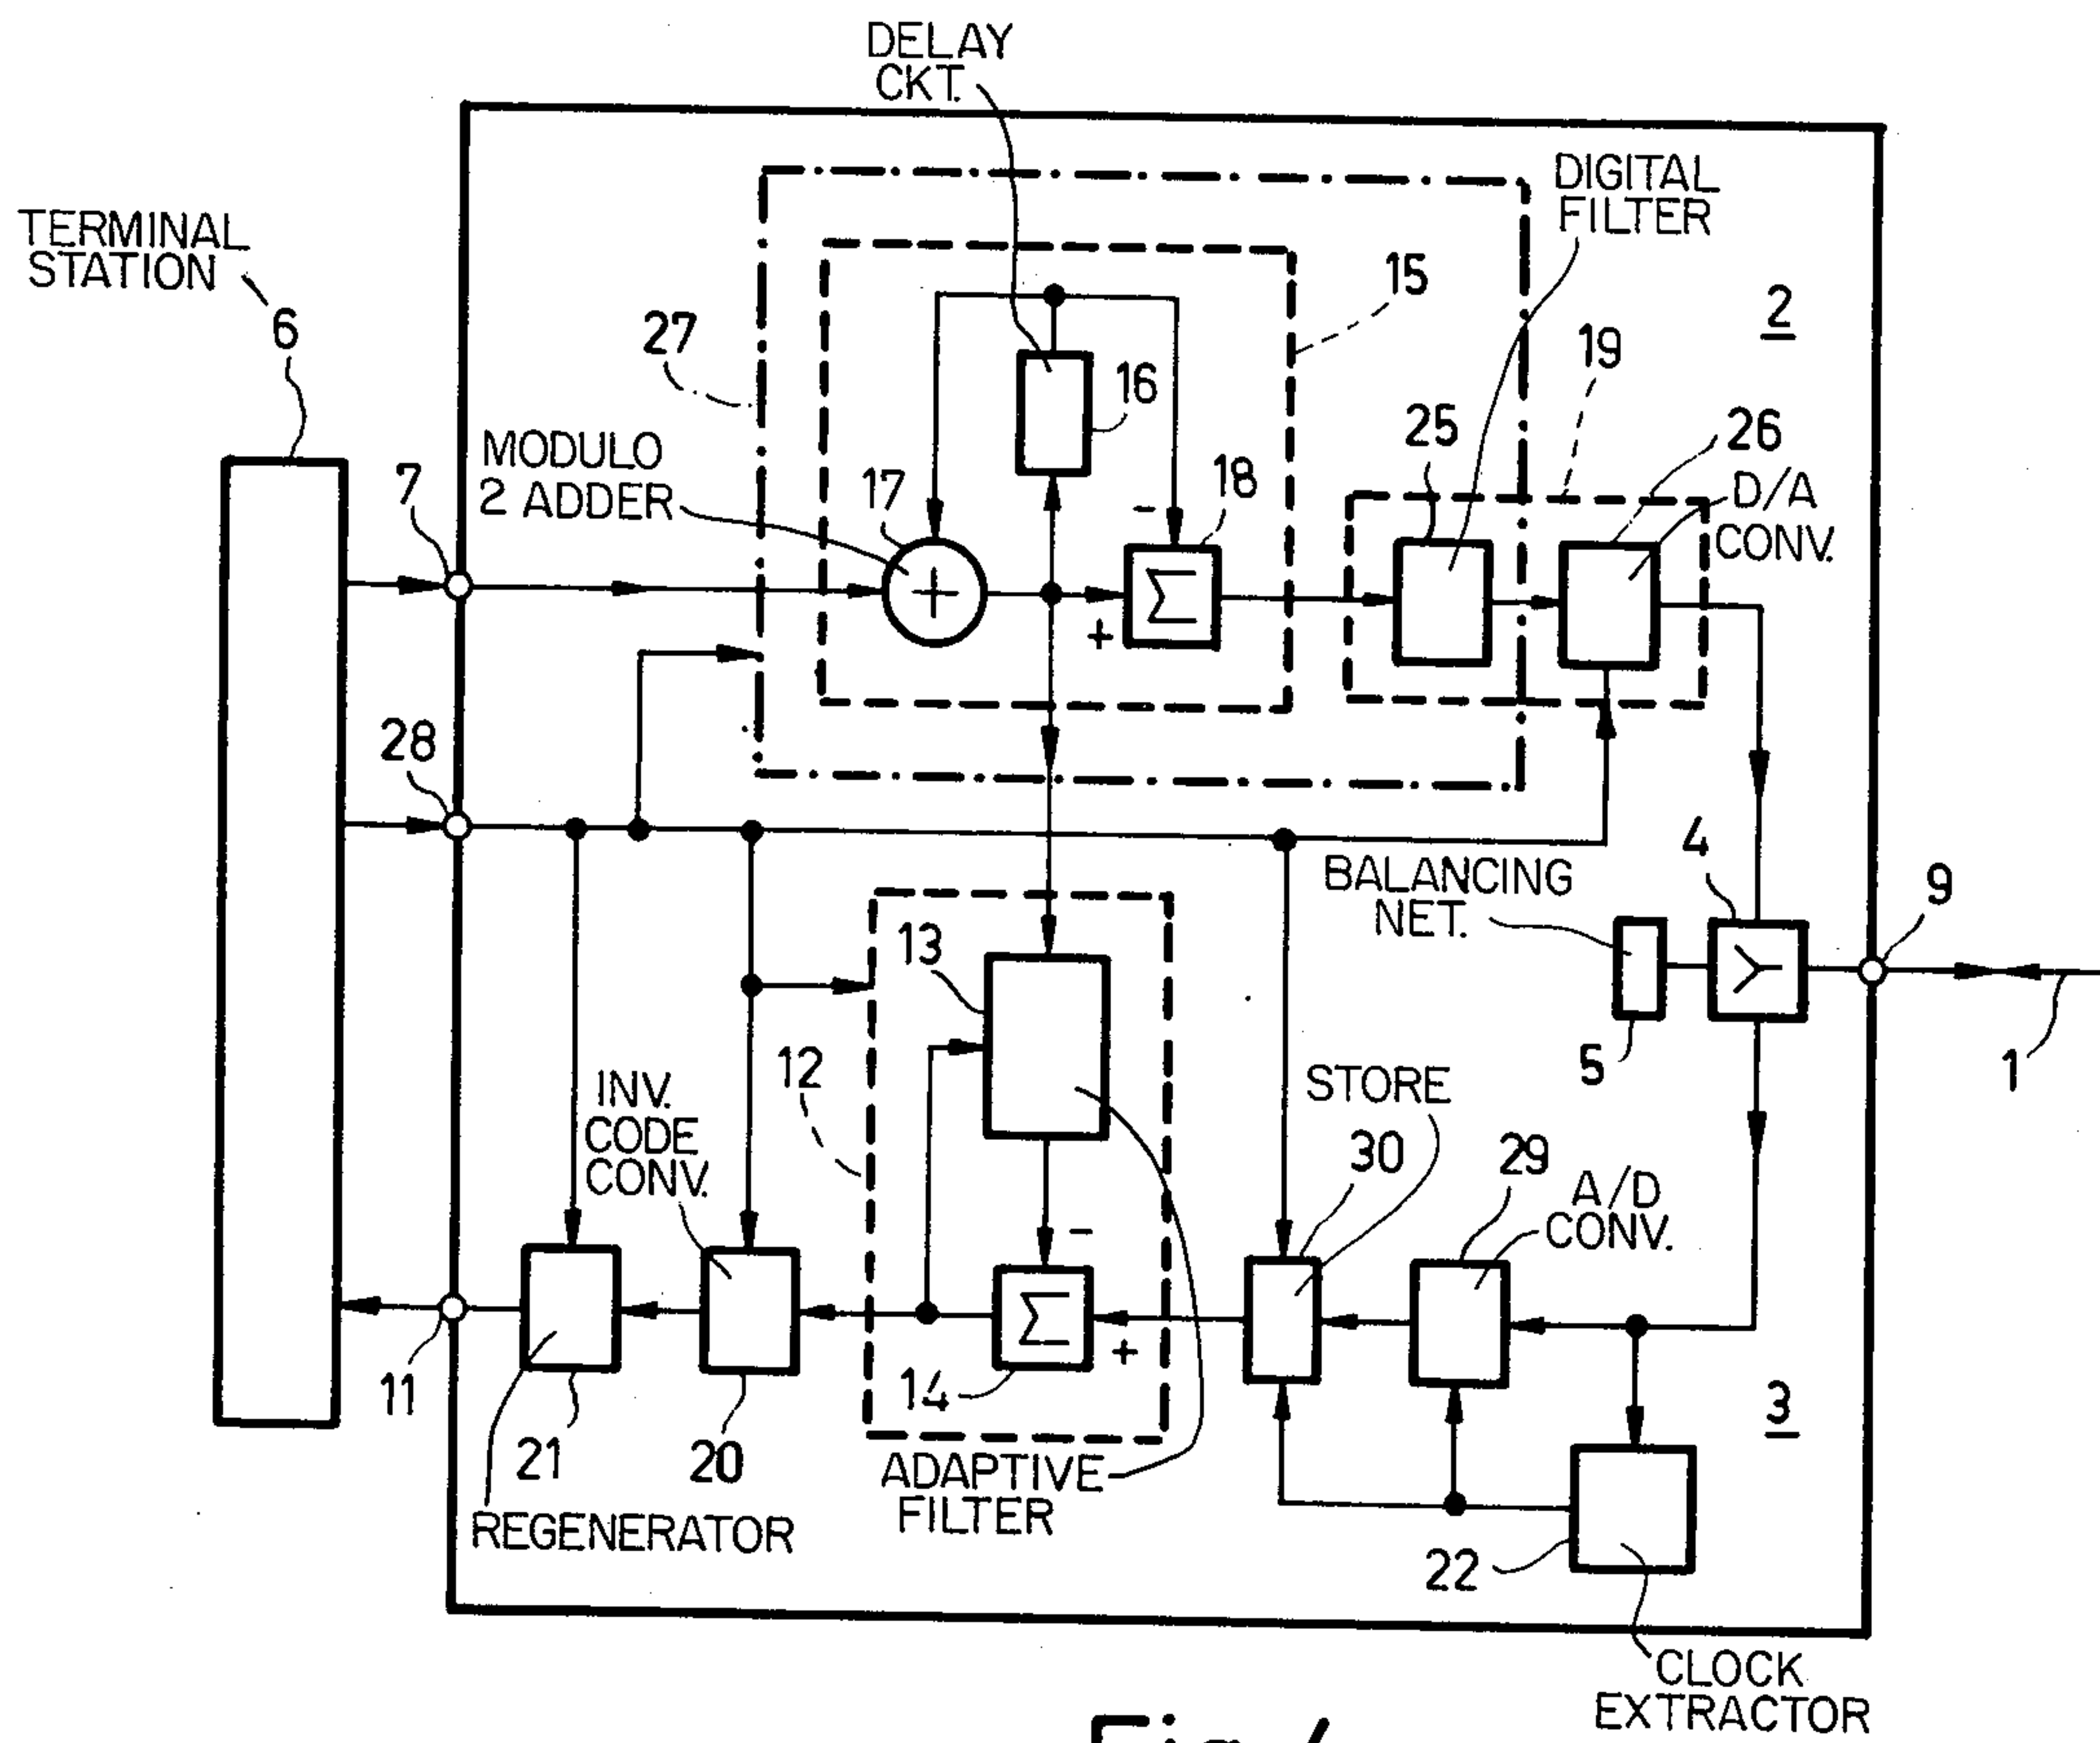 DELAY
CKT.
DIGITAL
FILTER
TERMINAL
STATION
6
15
2
27
19
16
25
26
MODULO
2 ADDER
7
17
18
D/A
CONV.
-
+
Σ
+
28
4
BALANCING
NET.
9
13
5
1
12
INV.
CODE
CONV.
STORE
30
29
A/D
CONV.
-
Σ
+
14
11
3
21
20
ADAPTIVE
FILTER
REGENERATOR
22
CLOCK
EXTRACTOR